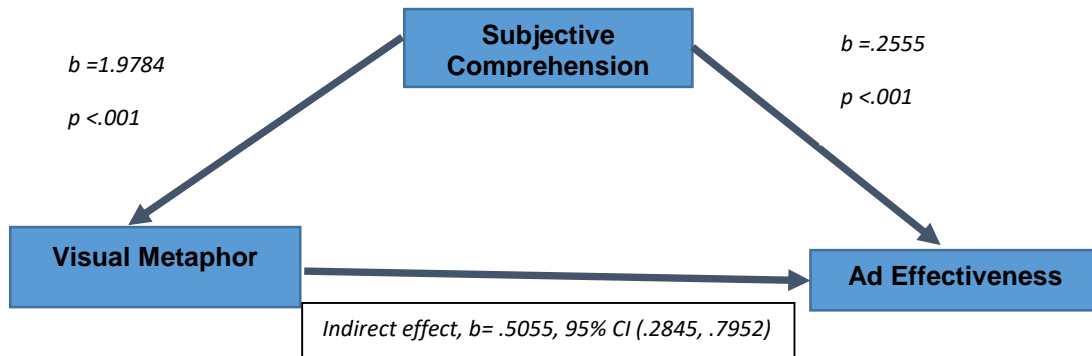 Subjective
Comprehension
b =1.9784
p <.001
b =.2555
p <.001
Visual Metaphor
Ad Effectiveness
Indirect effect, b= .5055, 95% CI (.2845, .7952)